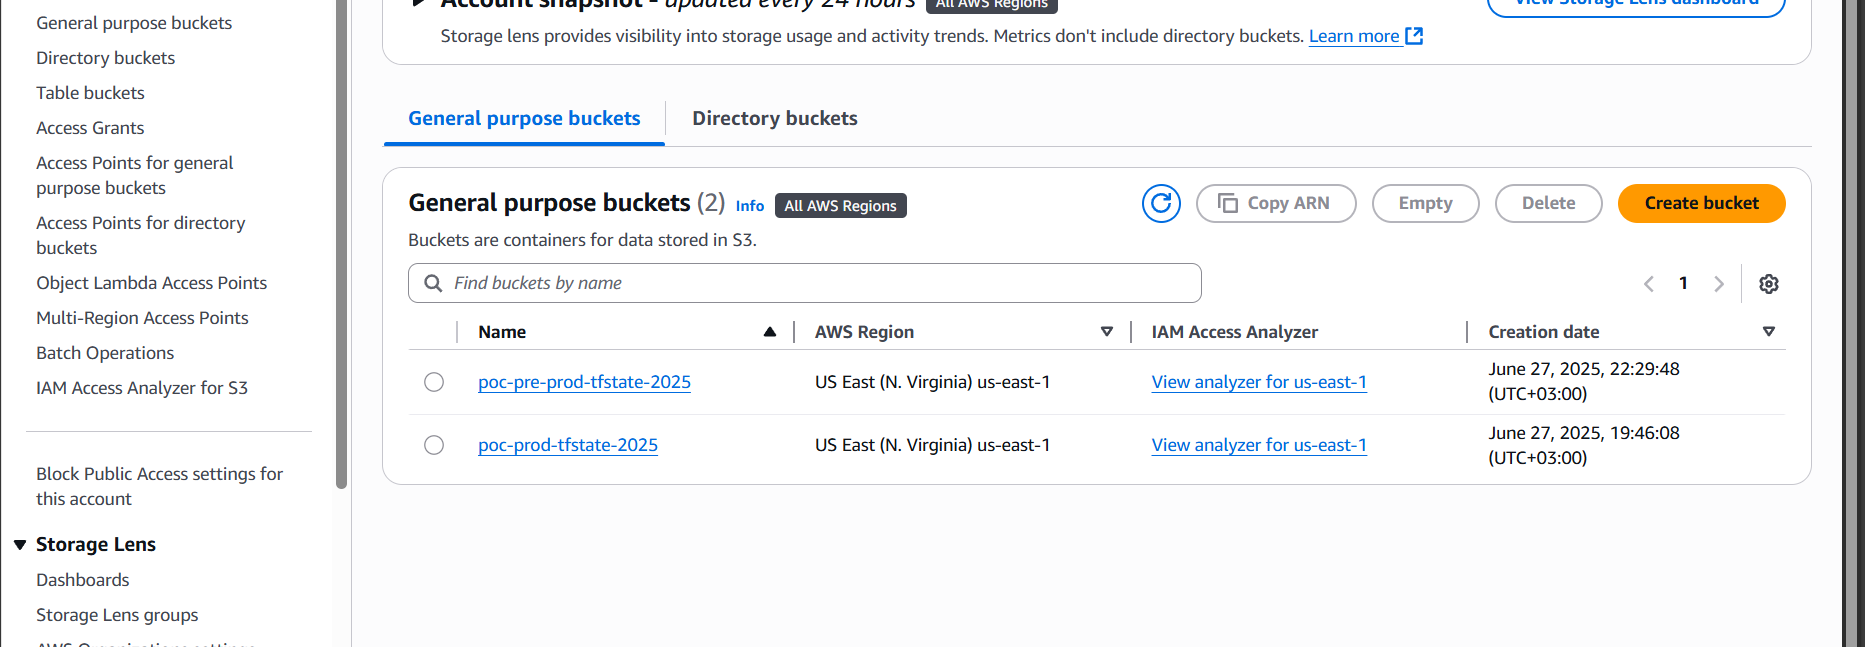 General purpose buckets
Directory buckets
Table buckets
Access Grants
Access Points for general
purpose buckets
Access Points for directory
buckets
Object Lambda Access Points
Multi-Region Access Points
Batch Operations
IAM Access Analyzer for S3
Block Public Access settings for
this account
Storage Lens
Dashboards
Storage Lens groups
AWS Organizations settings
Account snapshot - updated every 24 hours All AWS Regions
View Storage Lens dashboard
Storage lens provides visibility into storage usage and activity trends. Metrics don't include directory buckets. Learn more
General purpose buckets Directory buckets
General purpose buckets (2) Info All AWS Regions
Copy ARN Empty Delete Create bucket
Buckets are containers for data stored in S3.
Find buckets by name
1
Name AWS Region IAM Access Analyzer Creation date
poc-pre-prod-tfstate-2025 US East (N. Virginia) us-east-1 View analyzer for us-east-1 June 27, 2025, 22:29:48
(UTC+03:00)
poc-prod-tfstate-2025 US East (N. Virginia) us-east-1 View analyzer for us-east-1 June 27, 2025, 19:46:08
(UTC+03:00)